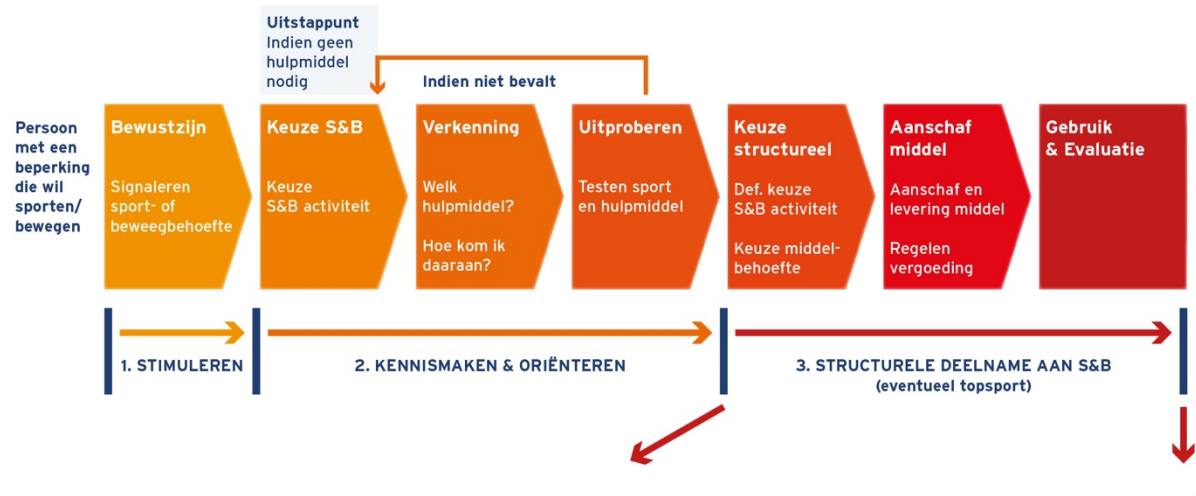 Uitstappunt
Indien geen
hulpmiddel
nodig
Indien niet bevalt
Persoon
met een
beperking
die wil
sporten/
bewegen
Bewustzijn
Signaleren
sport- of
beweegbehoefte
Keuze S&B
Keuze
S&B activiteit
Verkenning
Welk
hulpmiddel?
Hoe kom ik
daaraan?
Uitproberen
Testen sport
en hulpmiddel
Keuze
structureel
Def. keuze
S&B activiteit
Keuze middel-
behoefte
Aanschaf
middel
Aanschaf en
levering middel
Regelen
vergoeding
Gebruik
& Evaluatie
1. STIMULEREN
2. KENNISMAKEN & ORIËNTEREN
3. STRUCTURELE DEELNAME AAN S&B
(eventueel topsport)